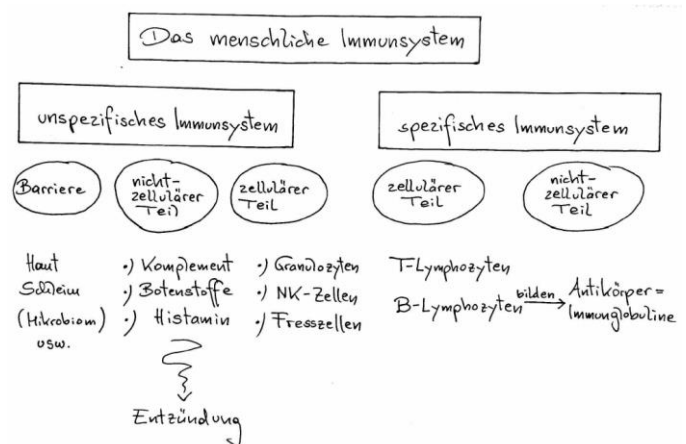 Das menschliche Immunsystem
unspezifisches Immunsystem
spezifisches Immunsystem
Barriere
nicht-
zellulärer
Teil
zellulärer
Teil
zellulärer
Teil
nicht-
zellulärer
Teil
Haut
Schleim
(Mikrobiom)
usw.
·) Komplement
·) Botenstoffe
·) Histamin
Entzündung
·) Granulozyten
·) NK-Zellen
·) Fresszellen
T-Lymphozyten
B-Lymphozyten bilden → Antikörper =
Immunglobuline